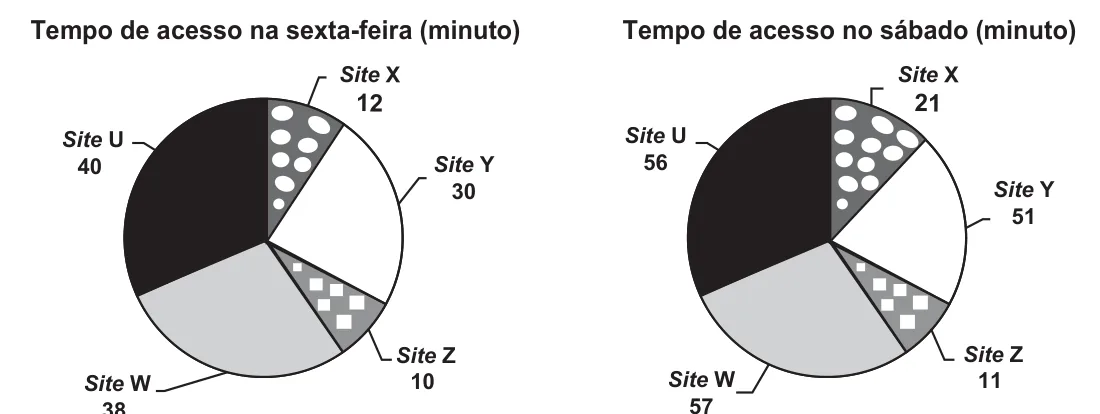 Tempo de acesso na sexta-feira (minuto)
Site X
12
Site U
40
Site Y
30
Site Z
10
Site W
38
Tempo de acesso no sábado (minuto)
Site X
21
Site U
56
Site Y
51
Site Z
11
Site W
57